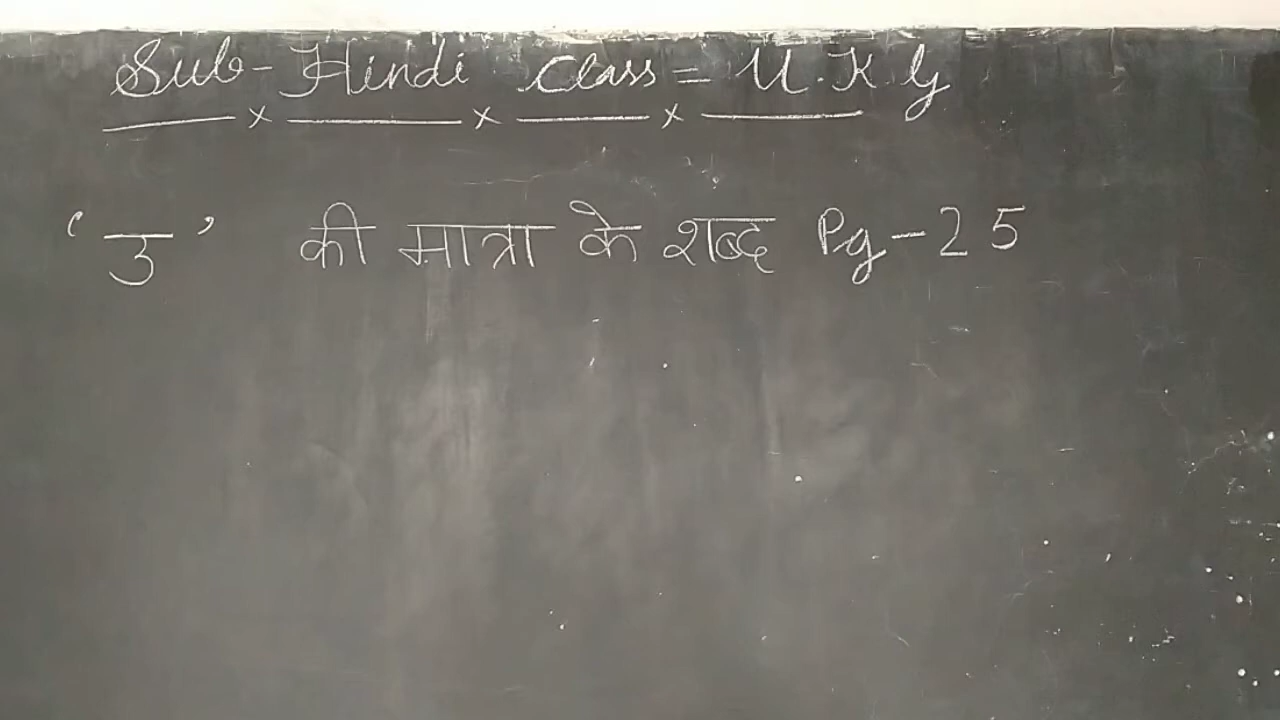 Sub- Hindi Class = U.K.G
‘उ’ की मात्रा के शब्द Pg-25